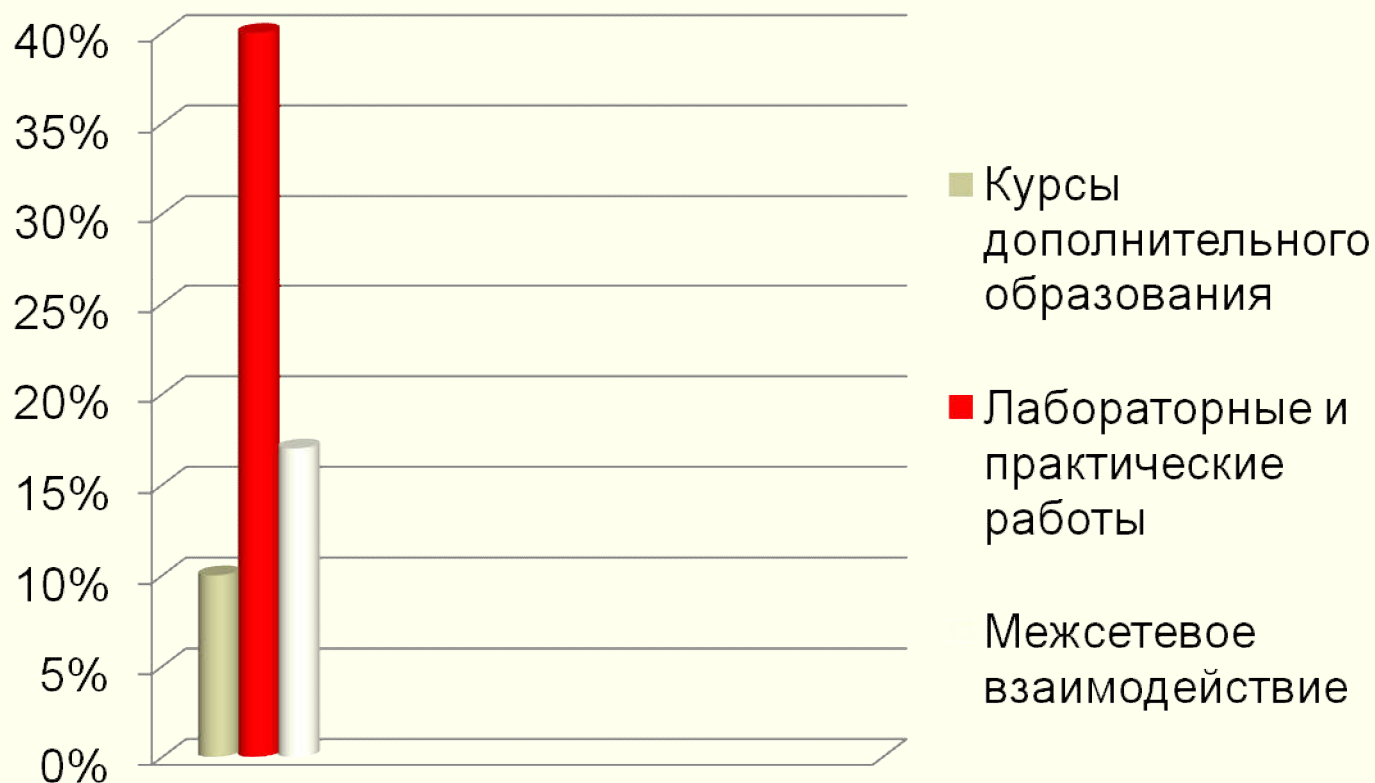 40%
35%
30%
25%
20%
15%
10%
5%
0%
Курсы
дополнительного
образования
Лабораторные и
практические
работы
Межсетевое
взаимодействие